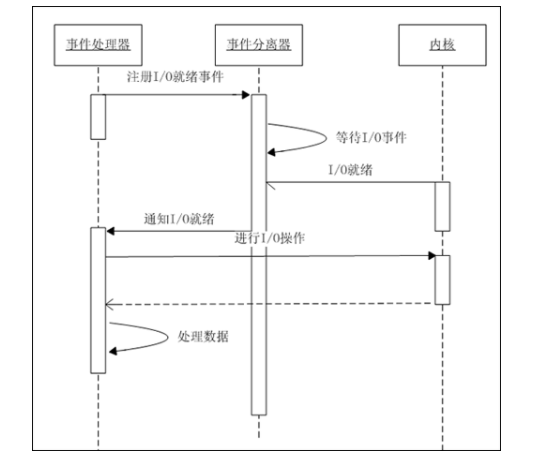 事件处理器
事件分离器
内核
注册I/O就绪事件
等待I/O事件
I/O就绪
通知I/O就绪
进行I/O操作
处理数据